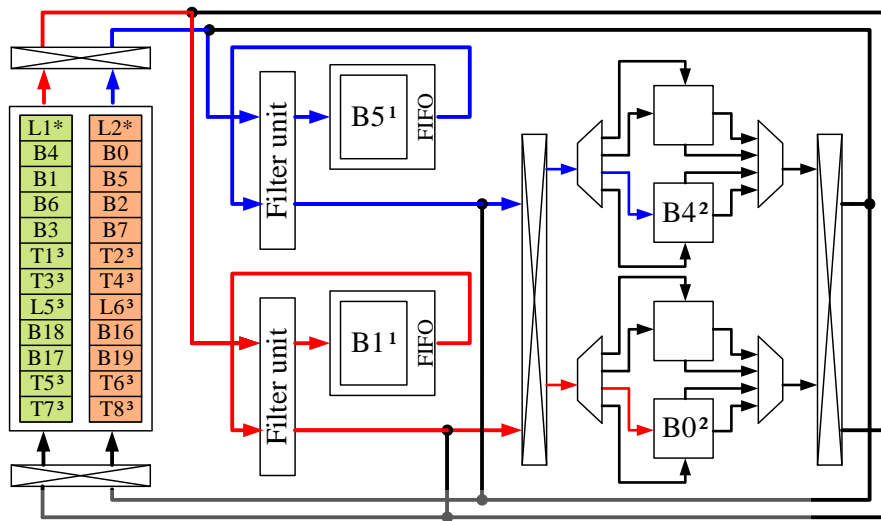 L1* L2*
B4 B0
B1 B5
B6 B2
B3 B7
T1³ T2³
T3³ T4³
L5³ L6³
B18 B16
B17 B19
T5³ T6³
T7³ T8³
Filter unit
B5¹
FIFO
B4²
Filter unit
B1¹
FIFO
B0²